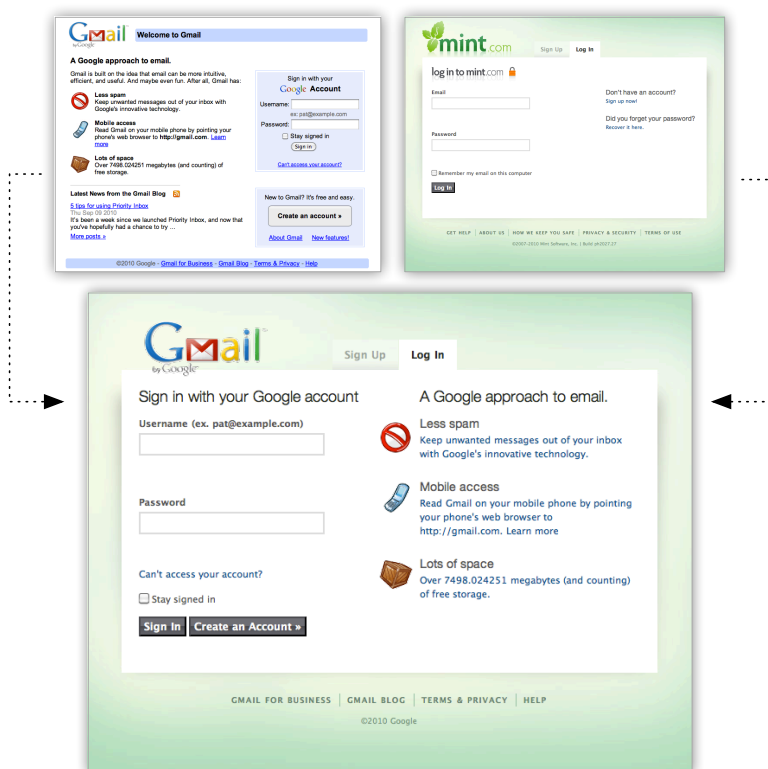 Gmail
by Google
Welcome to Gmail
A Google approach to email.
Gmail is built on the idea that email can be more intuitive,
efficient, and useful. And maybe even fun. After all, Gmail has:
Less spam
Keep unwanted messages out of your inbox with
Google's innovative technology.
Mobile access
Read Gmail on your mobile phone by pointing your
phone's web browser to http://gmail.com. Learn
more
Lots of space
Over 7498.024251 megabytes (and counting) of
free storage.
Latest News from the Gmail Blog
5 tips for using Priority Inbox
Thu Sep 09 2010
It's been a week since we launched Priority Inbox, and now that
you've hopefully had a chance to try ...
More posts »
Sign in with your
Google Account
Username:
ex: pat@example.com
Password:
Stay signed in
Sign in
Can't access your account?
New to Gmail? It's free and easy.
Create an account »
About Gmail New features!
©2010 Google - Gmail for Business - Gmail Blog - Terms & Privacy - Help
mint.com
Sign Up Log In
log in to mint.com
Email
Password
Remember my email on this computer
Log In
Don't have an account?
Sign up now!
Did you forget your password?
Recover it here.
GET HELP | ABOUT US | HOW WE KEEP YOU SAFE | PRIVACY & SECURITY | TERMS OF USE
©2007-2010 Mint Software, Inc. | Build
Gmail
by Google
Sign Up Log In
Sign in with your Google account
Username (ex. pat@example.com)
Password
Can't access your account?
Stay signed in
Sign In Create an Account »
A Google approach to email.
Less spam
Keep unwanted messages out of your inbox
with Google's innovative technology.
Mobile access
Read Gmail on your mobile phone by pointing
your phone's web browser to
http://gmail.com. Learn more
Lots of space
Over 7498.024251 megabytes (and counting)
of free storage.
GMAIL FOR BUSINESS | GMAIL BLOG | TERMS & PRIVACY | HELP
©2010 Google